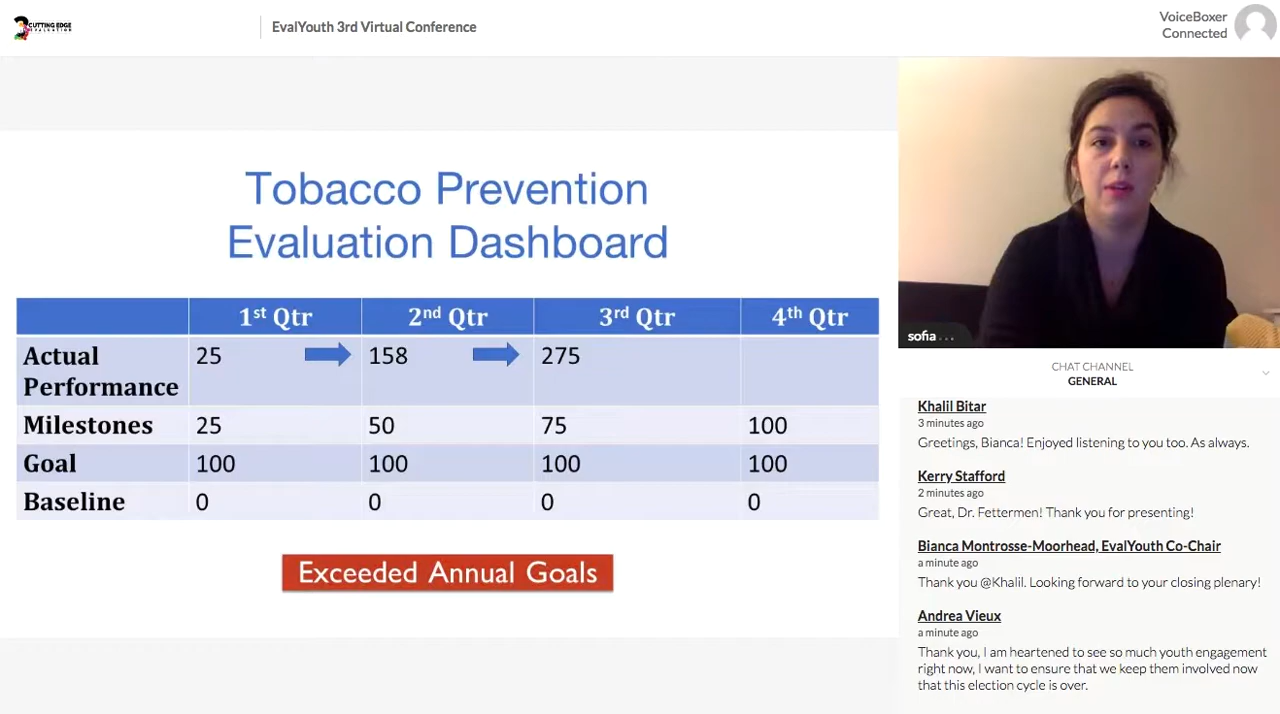 CUTTING EDGE
EvalYouth 3rd Virtual Conference
VoiceBoxer
Connected
Tobacco Prevention
Evaluation Dashboard
1st Qtr 2nd Qtr 3rd Qtr 4th Qtr
Actual Performance 25 158 275
Milestones 25 50 75 100
Goal 100 100 100 100
Baseline 0 0 0 0
Exceeded Annual Goals
sofia ...
CHAT CHANNEL
GENERAL
Khalil Bitar
3 minutes ago
Greetings, Bianca! Enjoyed listening to you too. As always.
Kerry Stafford
2 minutes ago
Great, Dr. Fettermen! Thank you for presenting!
Bianca Montrosse-Moorhead, EvalYouth Co-Chair
a minute ago
Thank you @Khalil. Looking forward to your closing plenary!
Andrea Vieux
a minute ago
Thank you, I am heartened to see so much youth engagement
right now, I want to ensure that we keep them involved now
that this election cycle is over.